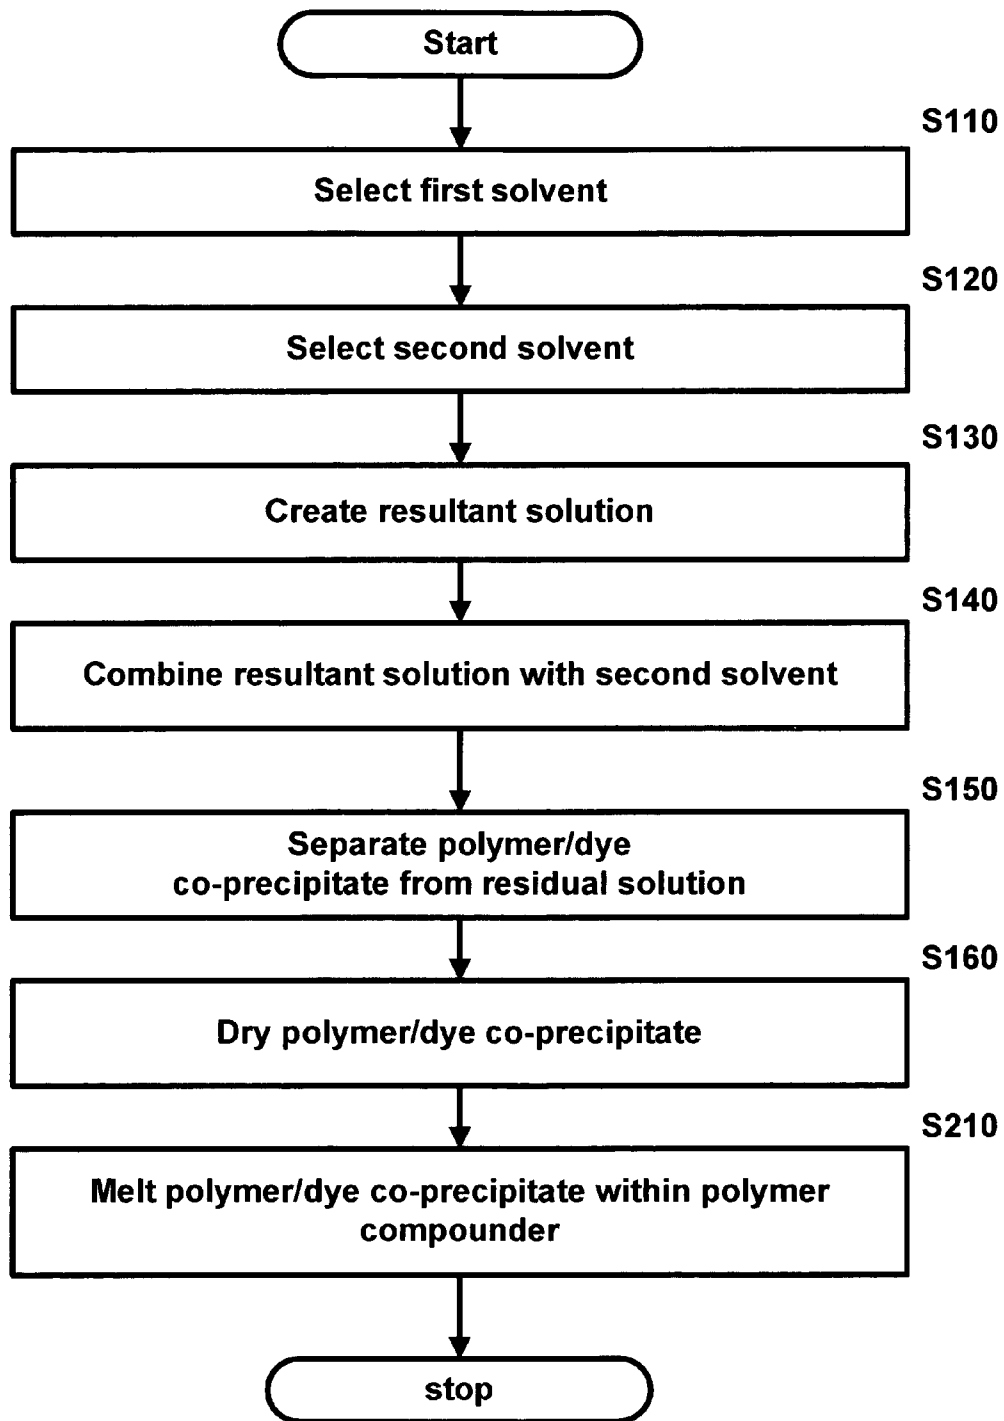 Start
S110
Select first solvent
S120
Select second solvent
S130
Create resultant solution
S140
Combine resultant solution with second solvent
S150
Separate polymer/dye
co-precipitate from residual solution
S160
Dry polymer/dye co-precipitate
S210
Melt polymer/dye co-precipitate within polymer
compounder
stop